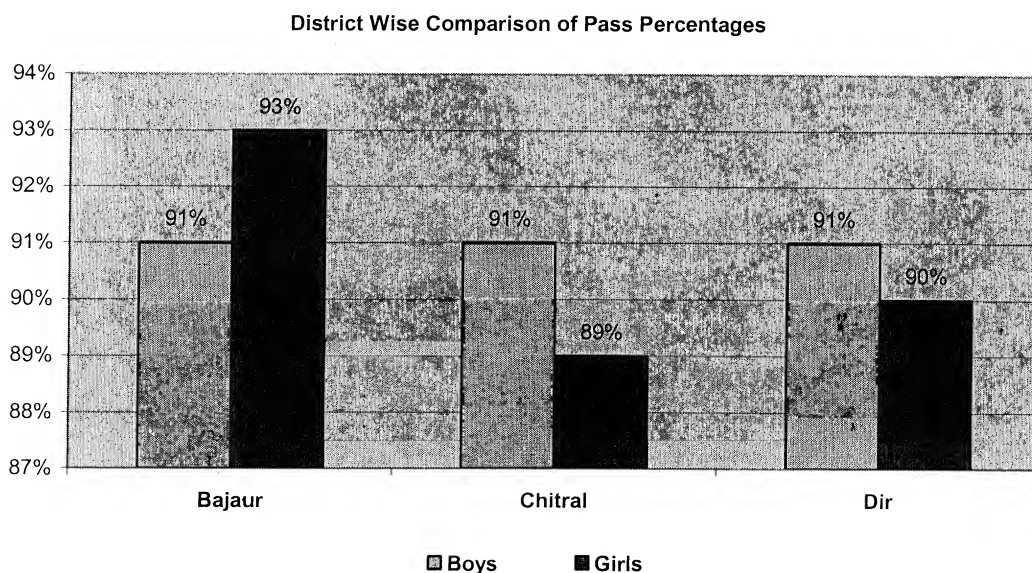 District Wise Comparison of Pass Percentages
94%
93%
92%
91%
90%
89%
88%
87%
91%
93%
91%
89%
91%
90%
Bajaur
Chitral
Dir
Boys
Girls